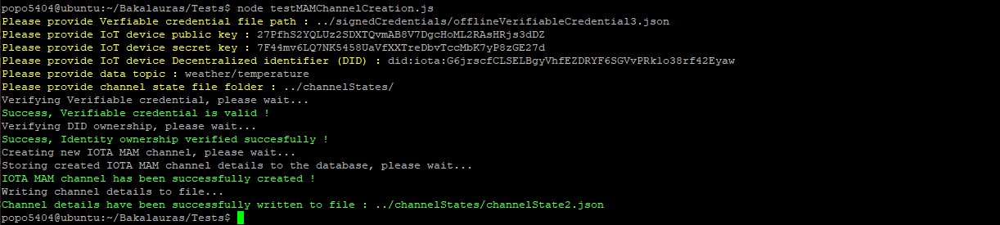 popo5404@ubuntu:~/Bakalauras/Tests$ node testMAMChannelCreation.js
Please provide Verfiable credential file path : ../signedCredentials/offlineVerifiableCredential3.json
Please provide IoT device public key : 27PfhS2YQLUz2SDXTQvmAB8V7DgcHoML2RAsHRjs3dDZ
Please provide IoT device secret key : 7F44mv6LQ7NK5458UaVfXXTreDbvTccMbK7yP8zGE27d
Please provide IoT device Decentralized identifier (DID) : did:iota:G6jrscfCLSELBgyVhfEZDRYF6SGVvPRk1o38rf42Eyaw
Please provide data topic : weather/temperature
Please provide channel state file folder : ../channelStates/
Verifying Verifiable credential, please wait...
Success, Verifiable credential is valid !
Verifying DID ownership, please wait...
Success, Identity ownership verified succesfully !
Creating new IOTA MAM channel, please wait...
Storing created IOTA MAM channel details to the database, please wait...
IOTA MAM channel has been successfully created !
Writing channel details to file...
Channel details have been successfully written to file : ../channelStates/channelState2.json
popo5404@ubuntu:~/Bakalauras/Tests$